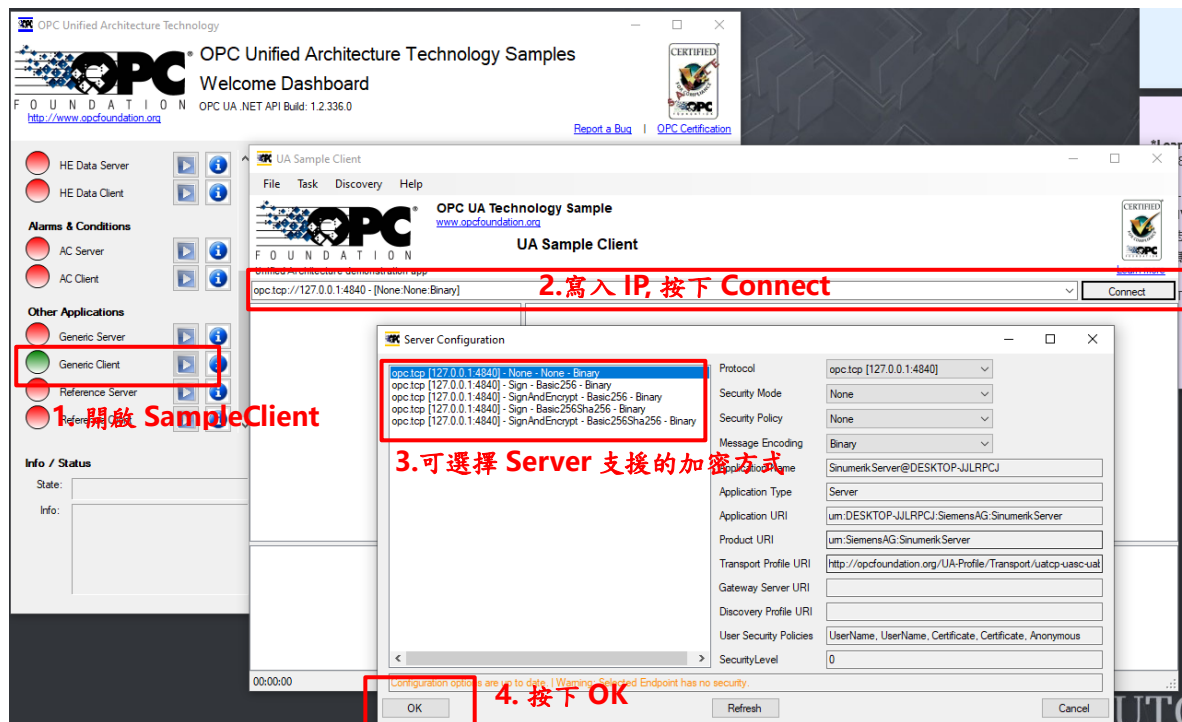 OPC Unified Architecture Technology
OPC Unified Architecture Technology Samples
Welcome Dashboard
OPC UA .NET API Build: 1.2.336.0
OPC
FOUNDATION
http://www.opcfoundation.org
CERTIFIED
OPC
Report a Bug | OPC Certification
HE Data Server
HE Data Client
Alarms & Conditions
AC Server
AC Client
Other Applications
Generic Server
Generic Client
Reference Server
1. 開啟 SampleClient
Info / Status
State:
Info:
UA Sample Client
File Task Discovery Help
OPC
FOUNDATION
OPC UA Technology Sample
www.opcfoundation.org
UA Sample Client
CERTIFIED
OPC
Unified Architecture demonstration app
Learn more
opc.tcp://127.0.0.1:4840 - [None:None:Binary]
2.寫入 IP, 按下 Connect
Connect
Server Configuration
opc.tcp [127.0.0.1:4840] - None - None - Binary
opc.tcp [127.0.0.1:4840] - Sign - Basic256 - Binary
opc.tcp [127.0.0.1:4840] - SignAndEncrypt - Basic256 - Binary
opc.tcp [127.0.0.1:4840] - Sign - Basic256Sha256 - Binary
opc.tcp [127.0.0.1:4840] - SignAndEncrypt - Basic256Sha256 - Binary
3.可選擇 Server 支援的加密方式
Protocol opc.tcp [127.0.0.1:4840]
Security Mode None
Security Policy None
Message Encoding Binary
Application Name SinumerikServer@DESKTOP-JJLRPCJ
Application Type Server
Application URI urn:DESKTOP-JJLRPCJ:SiemensAG:SinumerikServer
Product URI urn:SiemensAG:SinumerikServer
Transport Profile URI http://opcfoundation.org/UA-Profile/Transport/uatcp-uasc-uab
Gateway Server URI
Discovery Profile URI
User Security Policies UserName, UserName, Certificate, Certificate, Anonymous
SecurityLevel 0
00:00:00
Configuration options are up to date. | Warning: Selected Endpoint has no security.
4. 按下 OK
OK
Refresh
Cancel